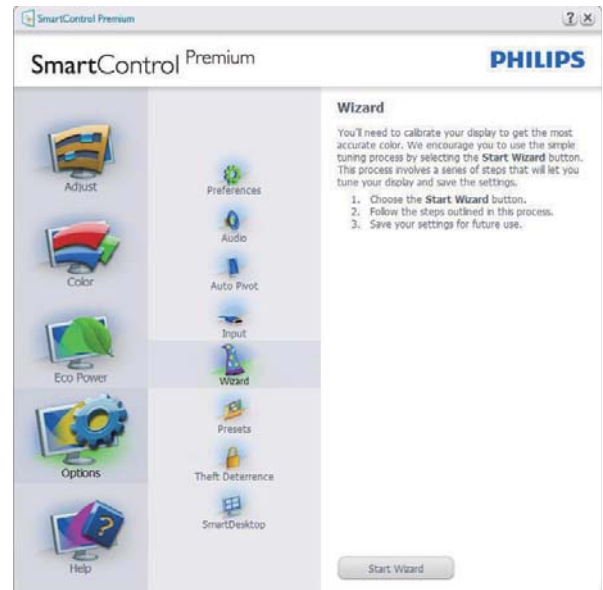 SmartControl Premium
SmartControl Premium
PHILIPS
Adjust
Color
Eco Power
Options
Help
Preferences
Audio
Auto Pivot
Input
Wizard
Presets
Theft Deterrence
SmartDesktop
Wizard
You'll need to calibrate your display to get the most
accurate color. We encourage you to use the simple
tuning process by selecting the Start Wizard button.
This process involves a series of steps that will let you
tune your display and save the settings.
1. Choose the Start Wizard button.
2. Follow the steps outlined in this process.
3. Save your settings for future use.
Start Wizard